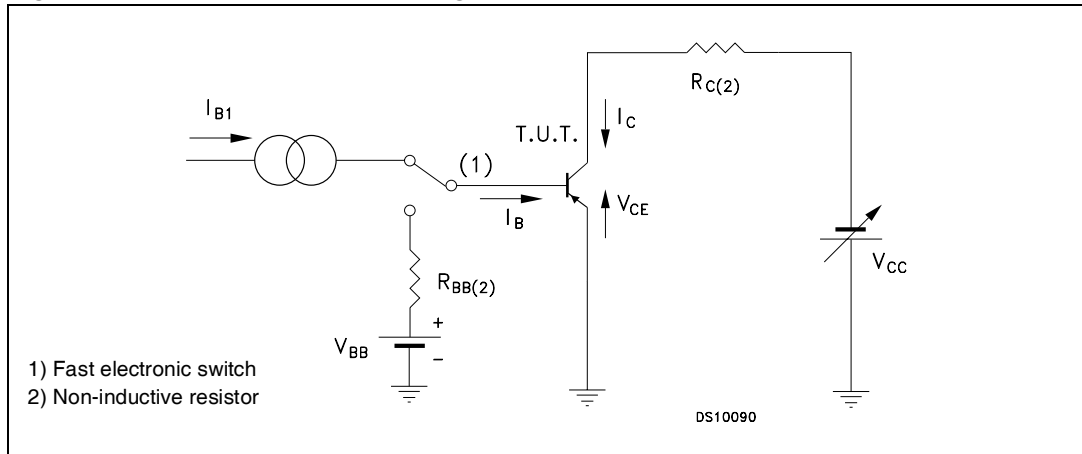 I_B1
(1)
I_B
T.U.T.
I_C
V_CE
R_C(2)
V_CC
R_BB(2)
V_BB
+
−
1) Fast electronic switch
2) Non-inductive resistor
DS10090